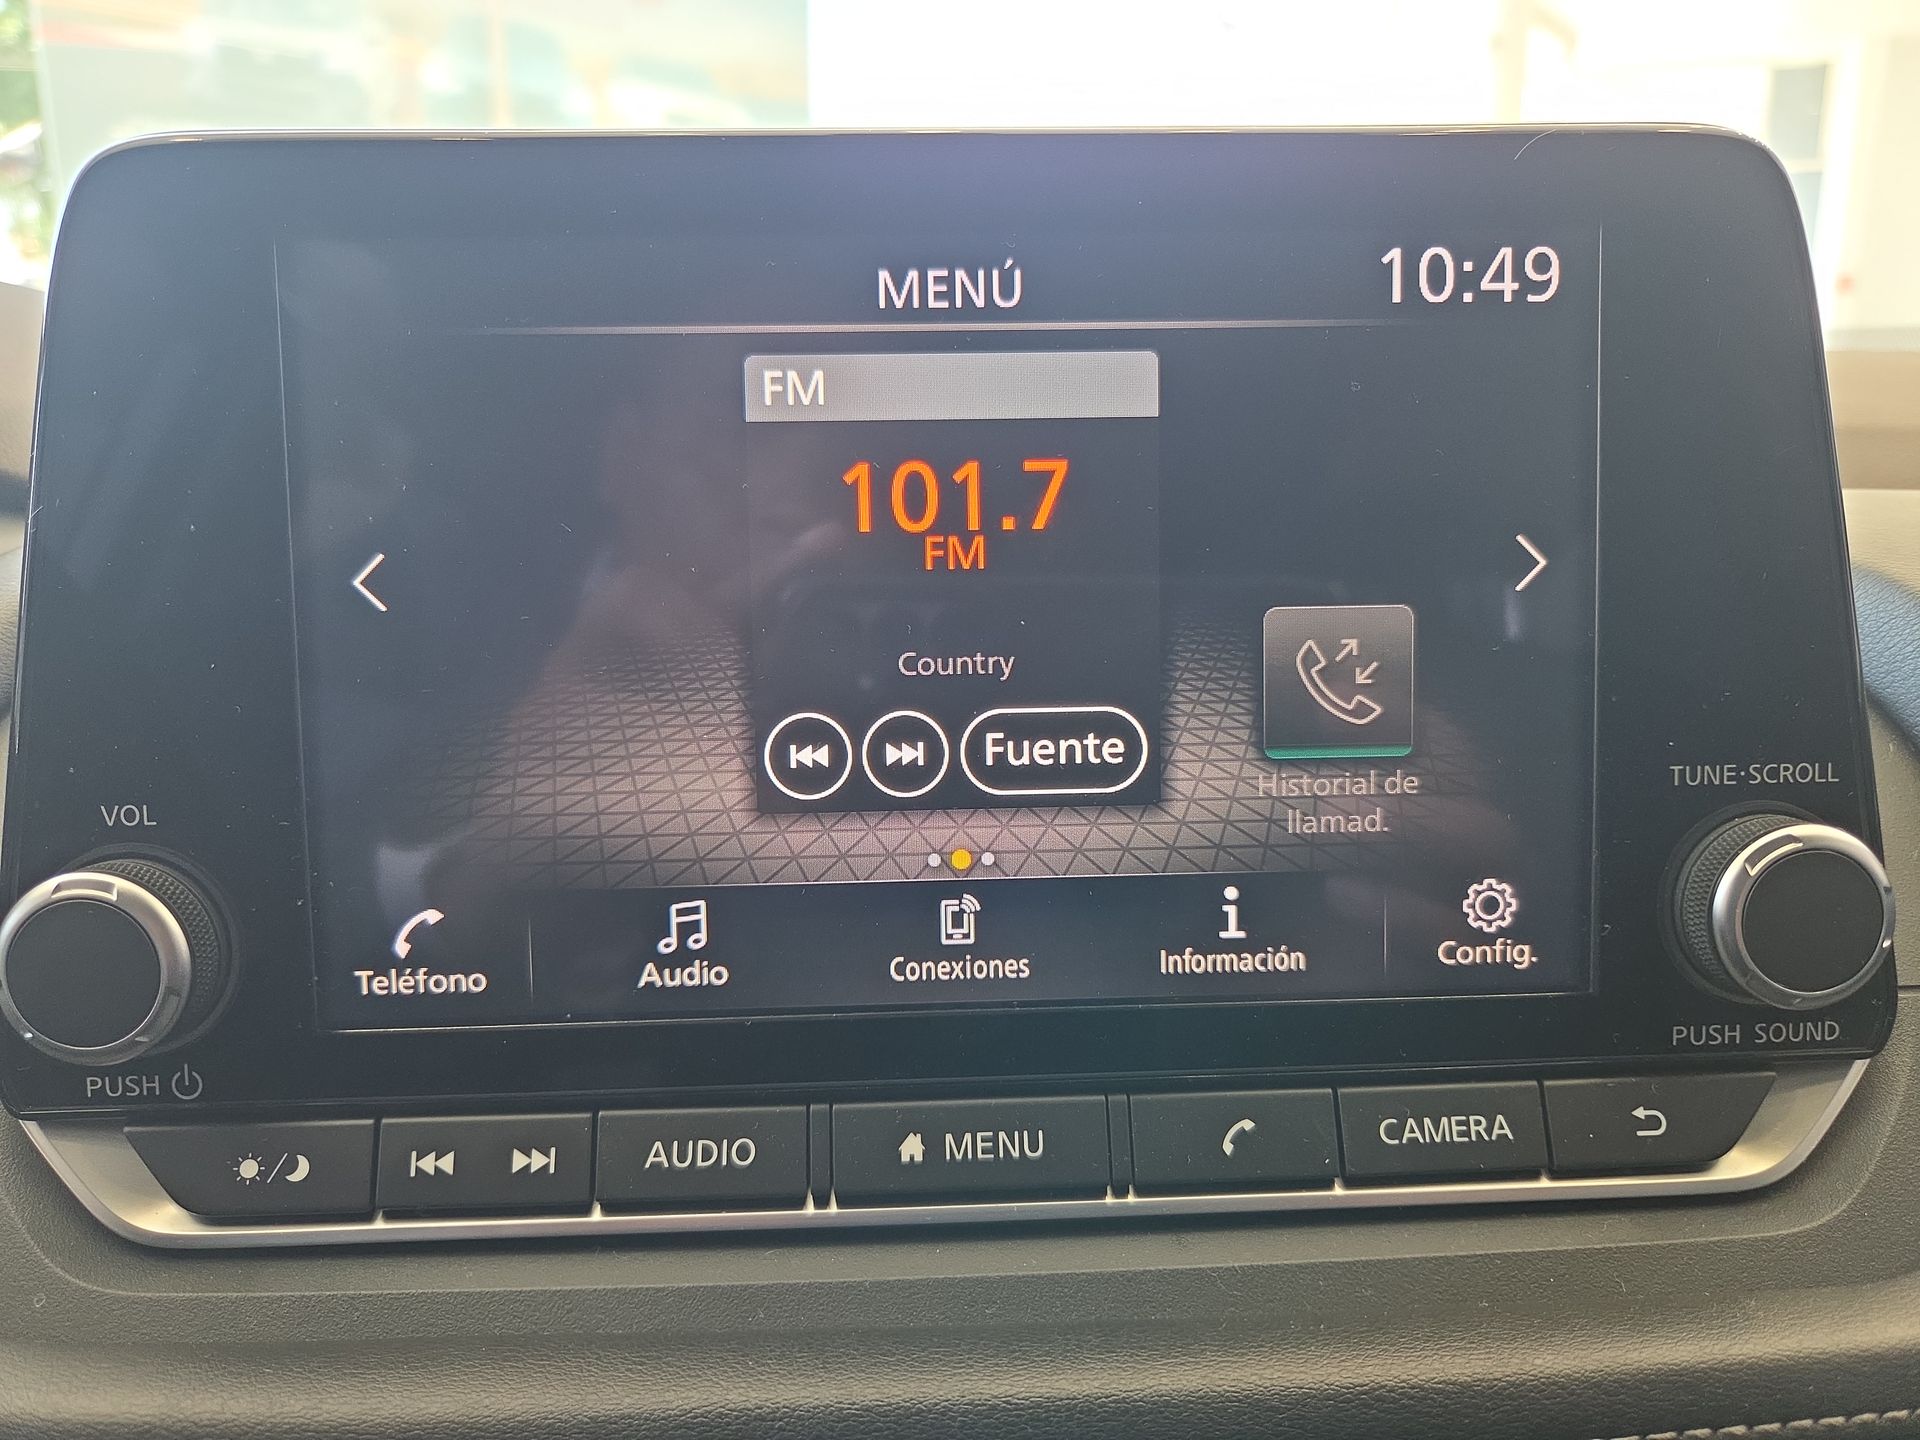 MENÚ
10:49
FM
101.7
FM
Country
Fuente
Historial de
llamad.
Teléfono
Audio
Conexiones
Información
Config.
VOL
PUSH
TUNE·SCROLL
PUSH SOUND
AUDIO
MENU
CAMERA